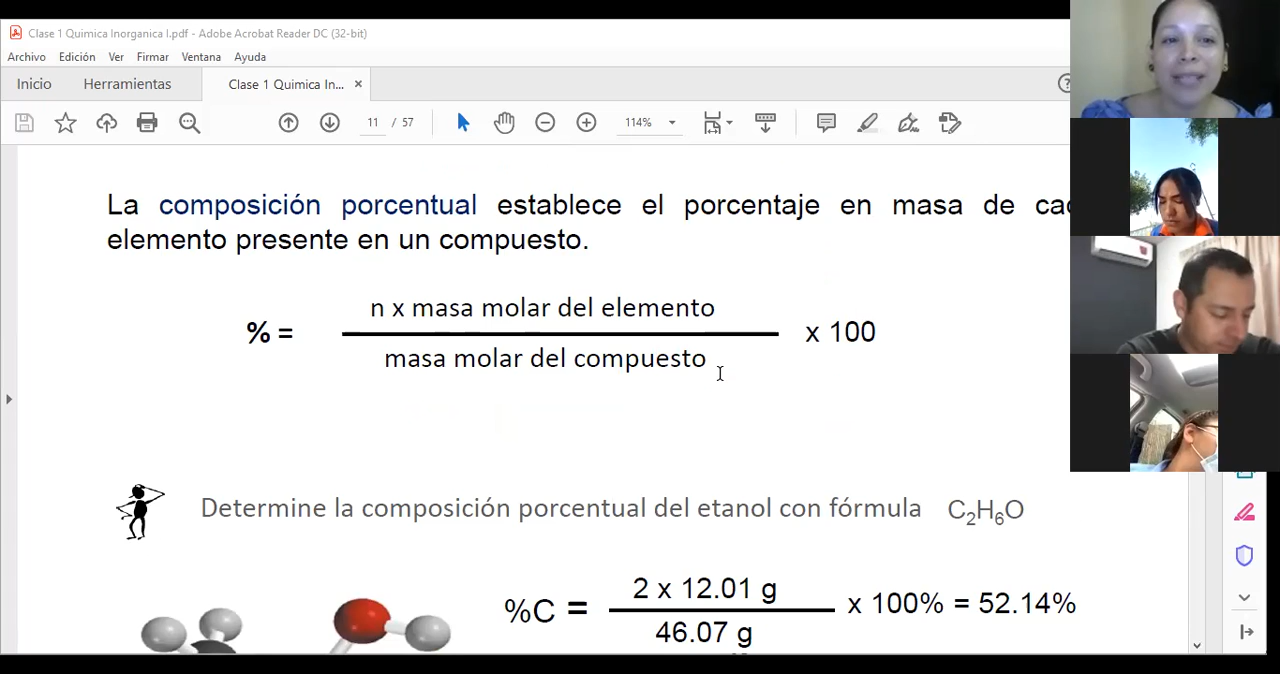 Clase 1 Quimica Inorganica I.pdf - Adobe Acrobat Reader DC (32-bit)
Archivo Edición Ver Firmar Ventana Ayuda
Inicio Herramientas Clase 1 Quimica In... ×
11 / 57 114%
La composición porcentual establece el porcentaje en masa de cad
elemento presente en un compuesto.
n x masa molar del elemento
% = x 100
masa molar del compuesto
Determine la composición porcentual del etanol con fórmula C₂H₆O
2 x 12.01 g
%C = x 100% = 52.14%
46.07 g